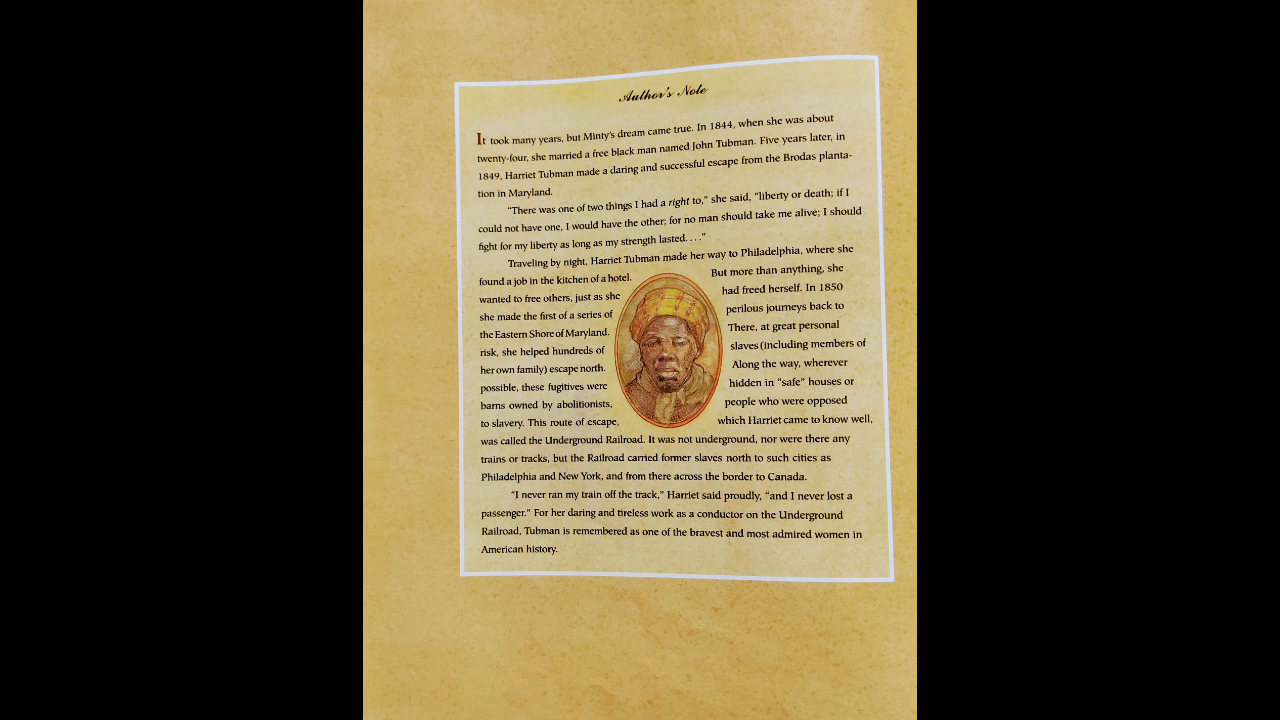 Author's Note
It took many years, but Minty's dream came true. In 1844, when she was about
twenty-four, she married a free black man named John Tubman. Five years later, in
1849, Harriet Tubman made a daring and successful escape from the Brodas planta-
tion in Maryland.
"There was one of two things I had a right to," she said, "liberty or death; if I
could not have one, I would have the other; for no man should take me alive; I should
fight for my liberty as long as my strength lasted. . . ."
Traveling by night, Harriet Tubman made her way to Philadelphia, where she
found a job in the kitchen of a hotel. But more than anything, she
wanted to free others, just as she had freed herself. In 1850
she made the first of a series of perilous journeys back to
the Eastern Shore of Maryland. There, at great personal
risk, she helped hundreds of slaves (including members of
her own family) escape north. Along the way, wherever
possible, these fugitives were hidden in "safe" houses or
barns owned by abolitionists, people who were opposed
to slavery. This route of escape, which Harriet came to know well,
was called the Underground Railroad. It was not underground, nor were there any
trains or tracks, but the Railroad carried former slaves north to such cities as
Philadelphia and New York, and from there across the border to Canada.
"I never ran my train off the track," Harriet said proudly, "and I never lost a
passenger." For her daring and tireless work as a conductor on the Underground
Railroad, Tubman is remembered as one of the bravest and most admired women in
American history.